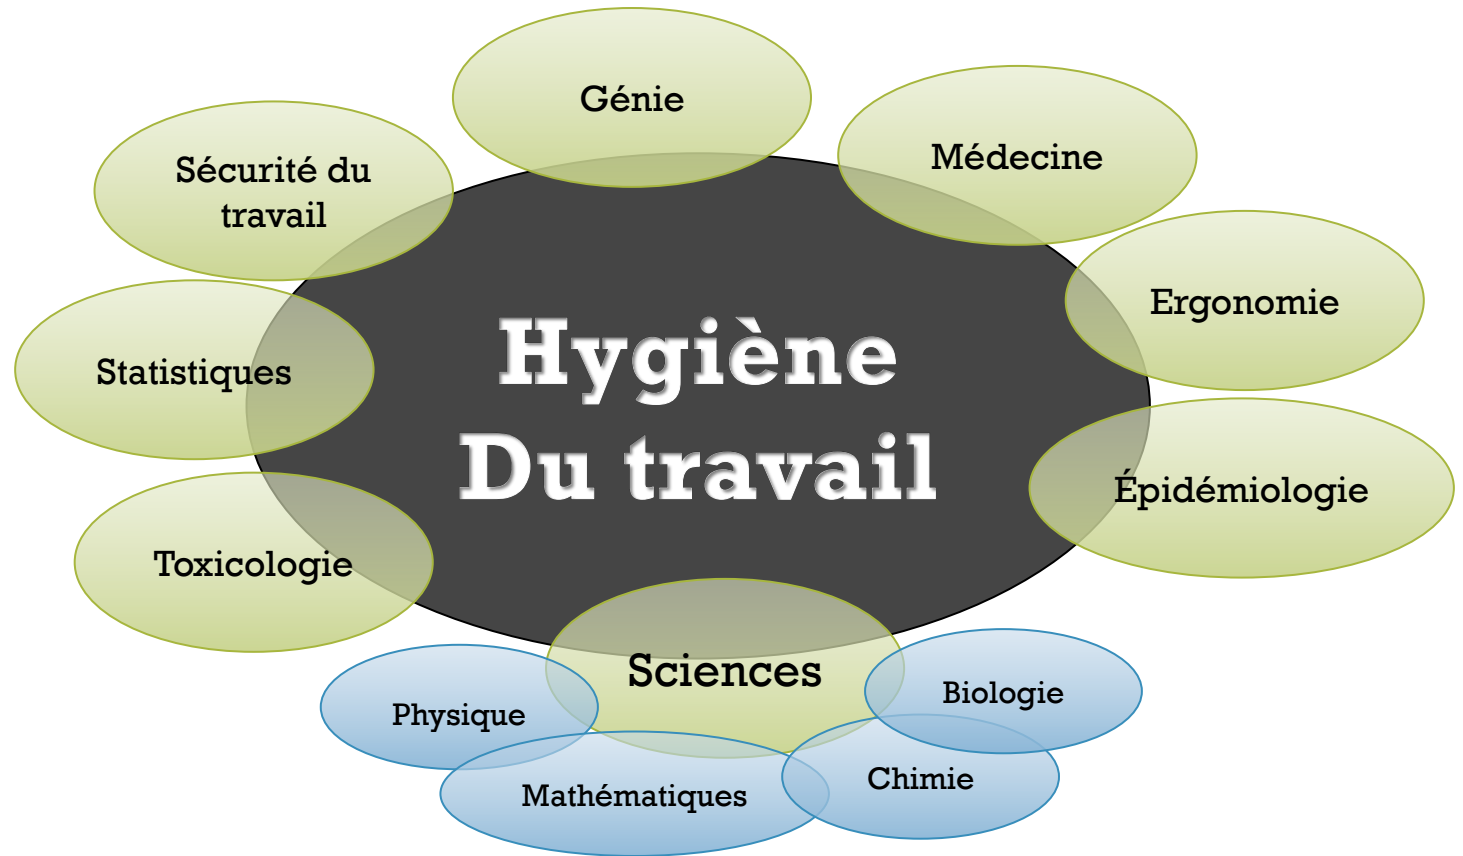 Génie
Médecine
Sécurité du
travail
Ergonomie
Hygiène
Du travail
Statistiques
Épidémiologie
Toxicologie
Sciences
Biologie
Physique
Chimie
Mathématiques